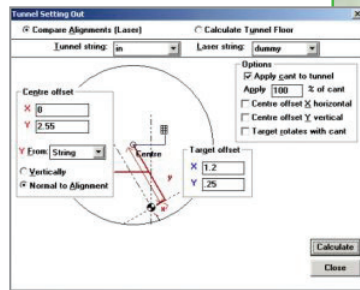 Tunnel Setting Out
Compare Alignments (Laser)
Calculate Tunnel Floor
Tunnel string: in
Laser string: dummy
Options
Apply cant to tunnel
Apply 100 % of cant
Centre offset X horizontal
Centre offset Y vertical
Target rotates with cant
Centre offset
X 0
Y 2.55
Y From: String
Vertically
Normal to Alignment
Centre
Target offset
X 1.2
Y .25
Calculate
Close